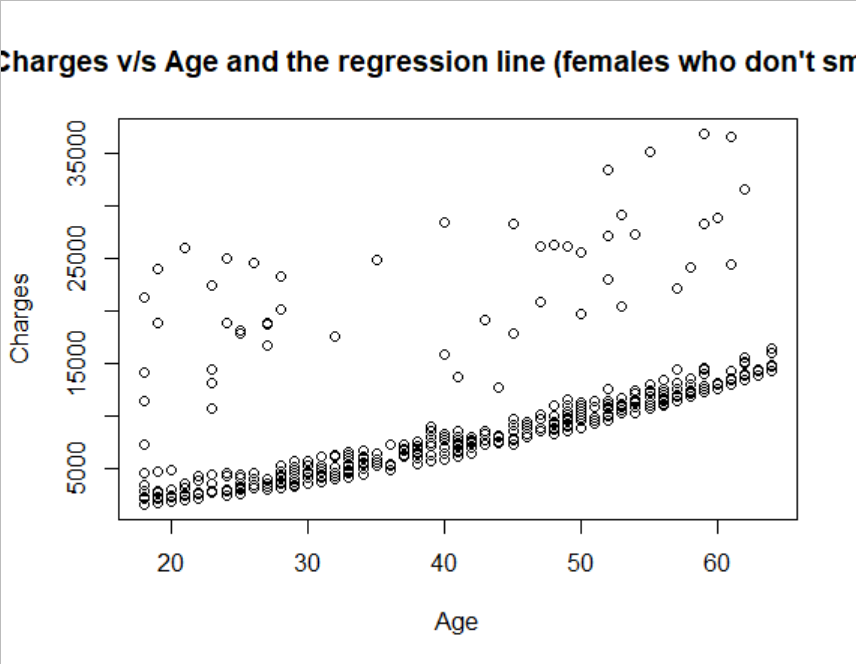 Charges v/s Age and the regression line (females who don't sm
35000
25000
15000
5000
Charges
20 30 40 50 60
Age